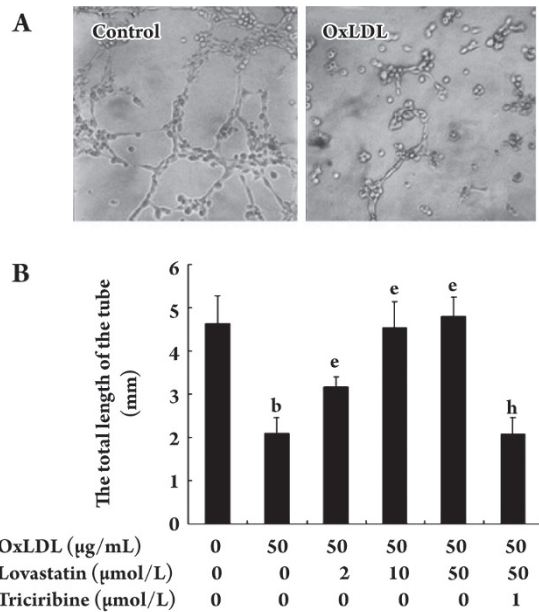 A
Control
OxLDL
B
The total length of the tube
(mm)
6
5
4
3
2
1
0
b
e
e
e
h
OxLDL (μg/mL) 0 50 50 50 50 50
Lovastatin (μmol/L) 0 0 2 10 50 50
Triciribine (μmol/L) 0 0 0 0 0 1